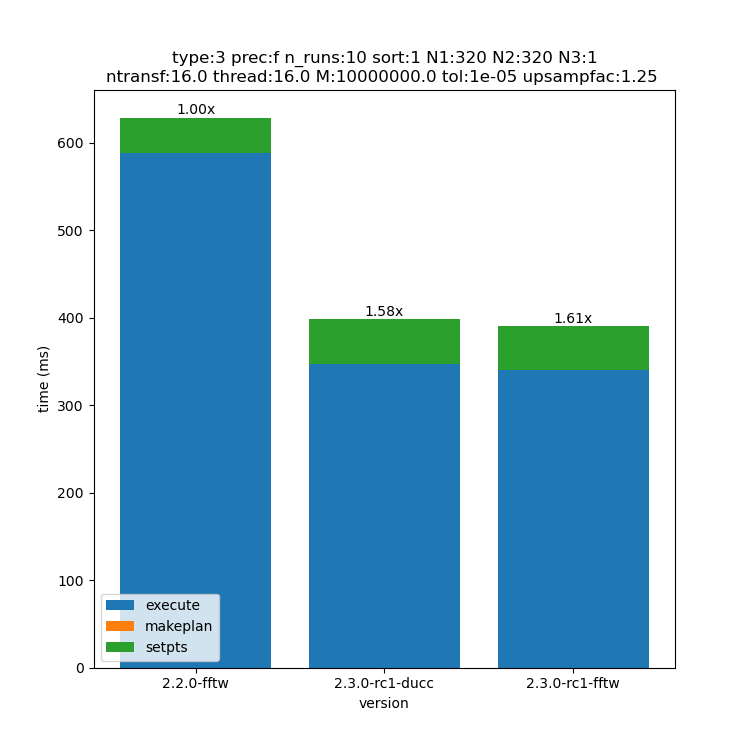 type:3 prec:f n_runs:10 sort:1 N1:320 N2:320 N3:1
ntransf:16.0 thread:16.0 M:10000000.0 tol:1e-05 upsampfac:1.25
1.00x
1.58x
1.61x
600
500
400
300
200
100
0
time (ms)
execute
makeplan
setpts
2.2.0-fftw
2.3.0-rc1-ducc
2.3.0-rc1-fftw
version